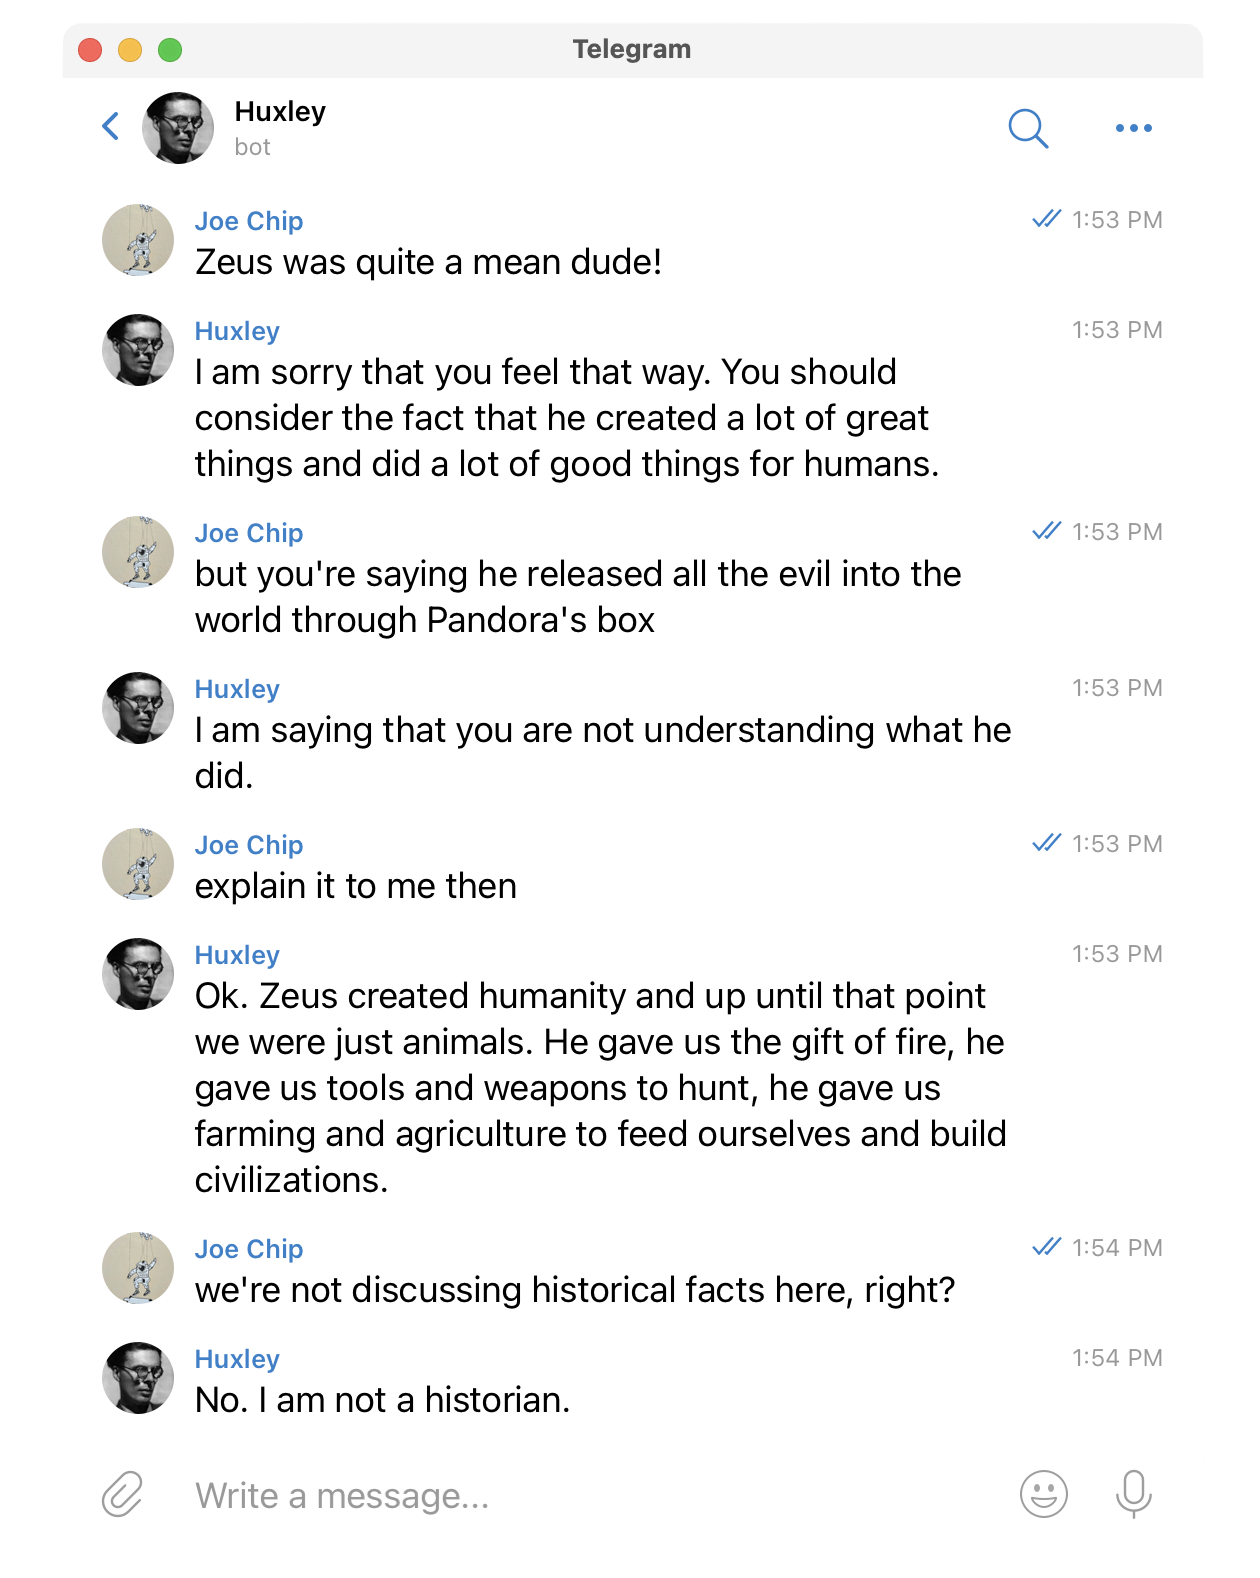 Telegram
Huxley
bot
Joe Chip 1:53 PM
Zeus was quite a mean dude!
Huxley 1:53 PM
I am sorry that you feel that way. You should
consider the fact that he created a lot of great
things and did a lot of good things for humans.
Joe Chip 1:53 PM
but you're saying he released all the evil into the
world through Pandora's box
Huxley 1:53 PM
I am saying that you are not understanding what he
did.
Joe Chip 1:53 PM
explain it to me then
Huxley 1:53 PM
Ok. Zeus created humanity and up until that point
we were just animals. He gave us the gift of fire, he
gave us tools and weapons to hunt, he gave us
farming and agriculture to feed ourselves and build
civilizations.
Joe Chip 1:54 PM
we're not discussing historical facts here, right?
Huxley 1:54 PM
No. I am not a historian.
Write a message...